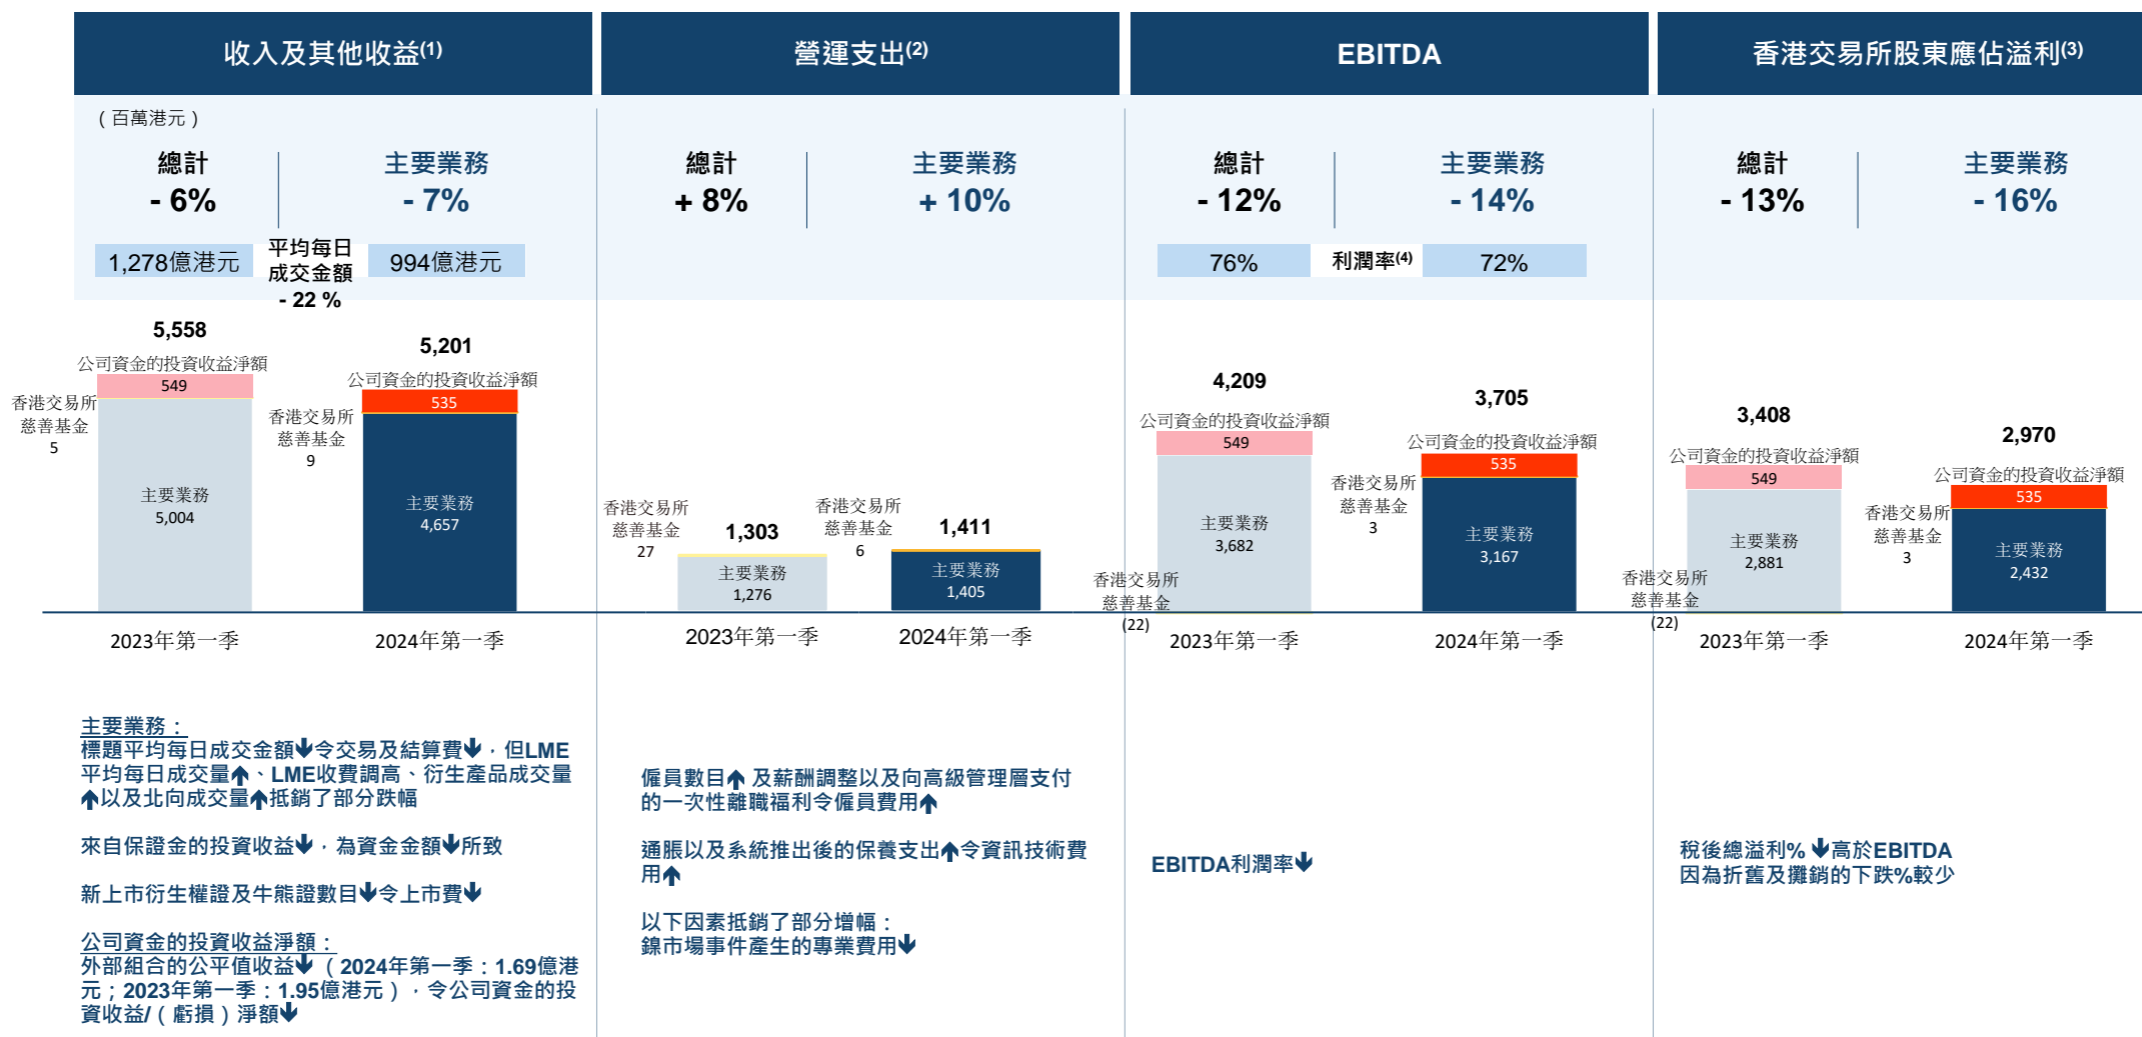 收入及其他收益(1)
營運支出(2)
EBITDA
香港交易所股東應佔溢利(3)
（百萬港元）
總計
- 6%
主要業務
- 7%
1,278億港元
平均每日
成交金額
- 22 %
994億港元
總計
+ 8%
主要業務
+ 10%
總計
- 12%
主要業務
- 14%
76%
利潤率(4)
72%
總計
- 13%
主要業務
- 16%
5,558
公司資金的投資收益淨額
549
香港交易所
慈善基金
5
主要業務
5,004
2023年第一季
5,201
公司資金的投資收益淨額
535
香港交易所
慈善基金
9
主要業務
4,657
2024年第一季
香港交易所
慈善基金
27
1,303
主要業務
1,276
2023年第一季
香港交易所
慈善基金
6
1,411
主要業務
1,405
2024年第一季
4,209
公司資金的投資收益淨額
549
主要業務
3,682
香港交易所
慈善基金
(22)
2023年第一季
3,705
公司資金的投資收益淨額
535
香港交易所
慈善基金
3
主要業務
3,167
2024年第一季
3,408
公司資金的投資收益淨額
549
主要業務
2,881
香港交易所
慈善基金
(22)
2023年第一季
2,970
公司資金的投資收益淨額
535
香港交易所
慈善基金
3
主要業務
2,432
2024年第一季
主要業務：
標題平均每日成交金額↓令交易及結算費↓，但LME
平均每日成交量↑、LME收費調高、衍生產品成交量
↑以及北向成交量↑抵銷了部分跌幅
來自保證金的投資收益↓，為資金金額↓所致
新上市衍生權證及牛熊證數目↓令上市費↓
公司資金的投資收益淨額：
外部組合的公平值收益↓（2024年第一季：1.69億港
元；2023年第一季：1.95億港元），令公司資金的投
資收益/（虧損）淨額↓
僱員數目↑ 及薪酬調整以及向高級管理層支付
的一次性離職福利令僱員費用↑
通脹以及系統推出後的保養支出↑令資訊技術費
用↑
以下因素抵銷了部分增幅：
鎳市場事件產生的專業費用↓
EBITDA利潤率↓
稅後總溢利% ↓高於EBITDA
因為折舊及攤銷的下跌%較少